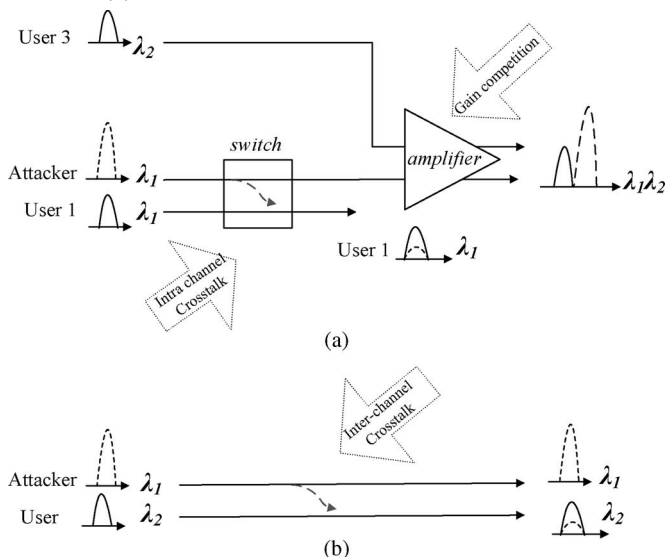 User 3
λ2
Gain competition
switch
amplifier
Attacker
λ1
λ1λ2
User 1
λ1
User 1
λ1
Intra channel
Crosstalk
(a)
Inter-channel
Crosstalk
Attacker
λ1
λ1
User
λ2
λ2
(b)